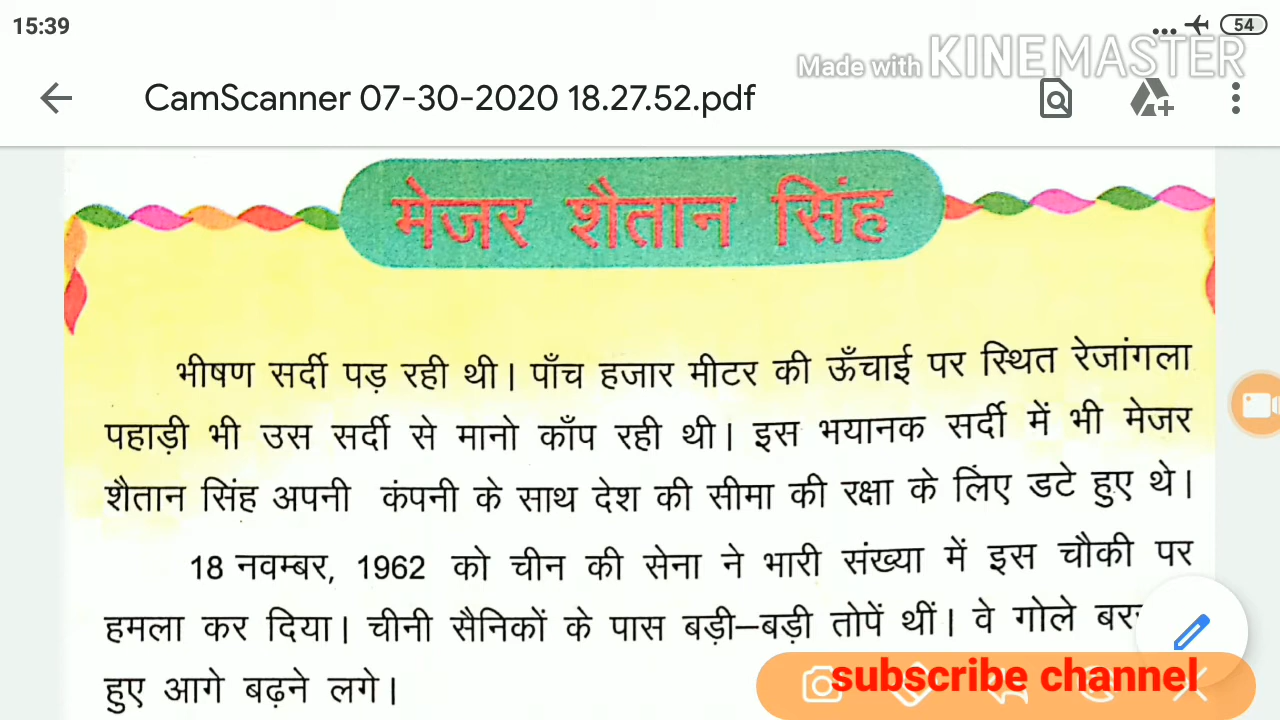 15:39
54
Made with KINEMASTER
CamScanner 07-30-2020 18.27.52.pdf
मेजर शैतान सिंह
भीषण सर्दी पड़ रही थी। पाँच हजार मीटर की ऊँचाई पर स्थित रेजांगला
पहाड़ी भी उस सर्दी से मानो काँप रही थी। इस भयानक सर्दी में भी मेजर
शैतान सिंह अपनी कंपनी के साथ देश की सीमा की रक्षा के लिंए डटे हुए थे।
18 नवम्बर, 1962 को चीन की सेना ने भारी संख्या में इस चौकी पर
हमला कर दिया। चीनी सैनिकों के पास बड़ी–बड़ी तोपें थीं। वे गोले
हुए आगे बढ़ने लगे।
subscribe channel